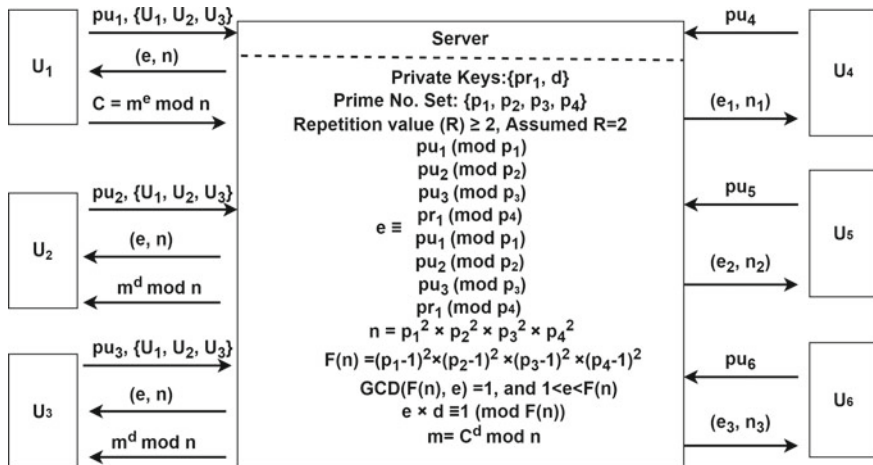 pu₁, {U₁, U₂, U₃}
U₁
(e, n)
C = mᵉ mod n
pu₂, {U₁, U₂, U₃}
U₂
(e, n)
mᵈ mod n
pu₃, {U₁, U₂, U₃}
U₃
(e, n)
mᵈ mod n
Server
Private Keys:{pr₁, d}
Prime No. Set: {p₁, p₂, p₃, p₄}
Repetition value (R) ≥ 2, Assumed R=2
pu₁ (mod p₁)
pu₂ (mod p₂)
pu₃ (mod p₃)
pr₁ (mod p₄)
e ≡
pu₁ (mod p₁)
pu₂ (mod p₂)
pu₃ (mod p₃)
pr₁ (mod p₄)
n = p₁² × p₂² × p₃² × p₄²
F(n) =(p₁-1)²×(p₂-1)² ×(p₃-1)² ×(p₄-1)²
GCD(F(n), e) =1, and 1<e<F(n)
e × d ≡1 (mod F(n))
m= Cᵈ mod n
pu₄
U₄
(e₁, n₁)
pu₅
U₅
(e₂, n₂)
pu₆
U₆
(e₃, n₃)